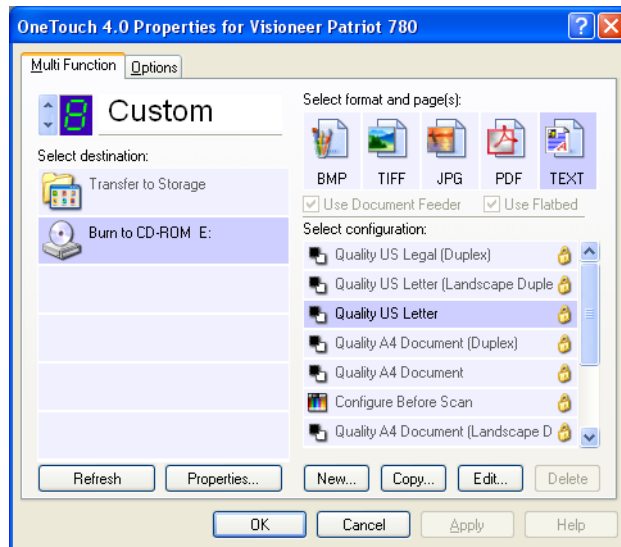 OneTouch 4.0 Properties for Visioneer Patriot 780
Multi Function
Options
8
Custom
Select destination:
Transfer to Storage
Burn to CD-ROM E:
Refresh
Properties...
Select format and page(s):
BMP
TIFF
JPG
PDF
TEXT
Use Document Feeder
Use Flatbed
Select configuration:
Quality US Legal (Duplex)
Quality US Letter (Landscape Duple
Quality US Letter
Quality A4 Document (Duplex)
Quality A4 Document
Configure Before Scan
Quality A4 Document (Landscape D
New...
Copy...
Edit...
Delete
OK
Cancel
Apply
Help